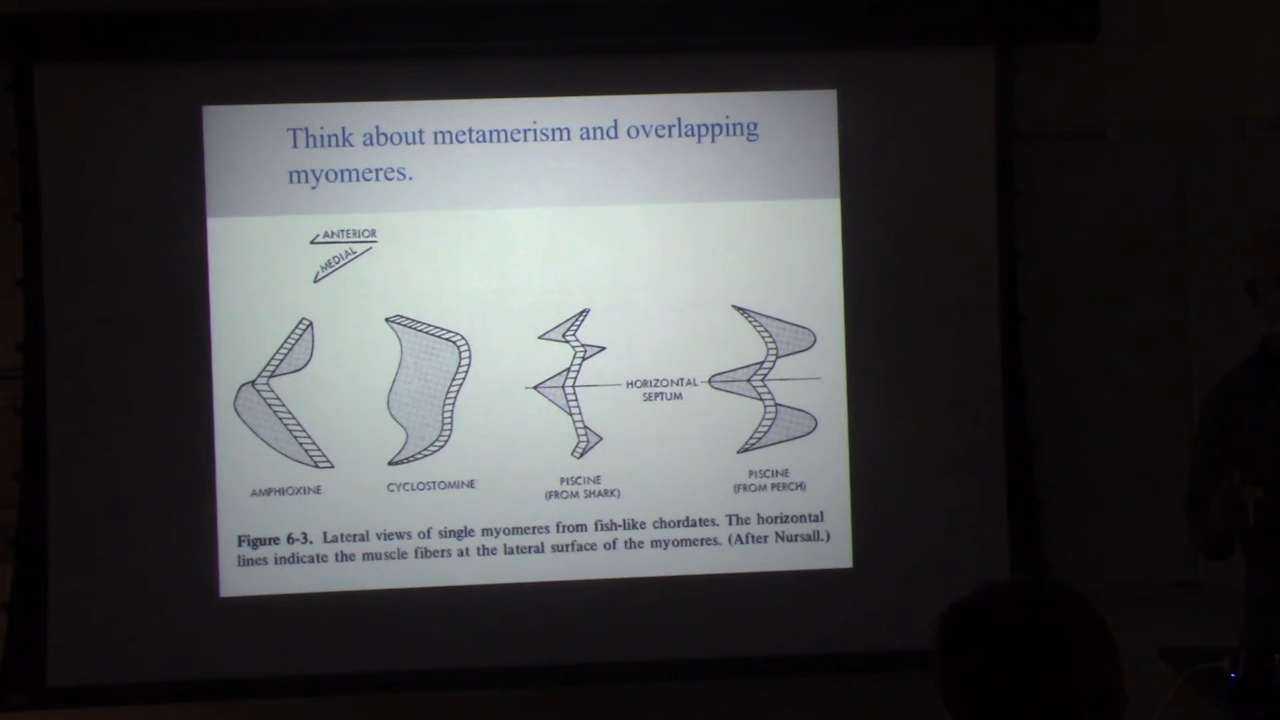 Think about metamerism and overlapping
myomeres.
ANTERIOR
MEDIAL
HORIZONTAL
SEPTUM
AMPHIOXINE
CYCLOSTOMINE
PISCINE
(FROM SHARK)
PISCINE
(FROM PERCH)
Figure 6-3. Lateral views of single myomeres from fish-like chordates. The horizontal
lines indicate the muscle fibers at the lateral surface of the myomeres. (After Nursall.)